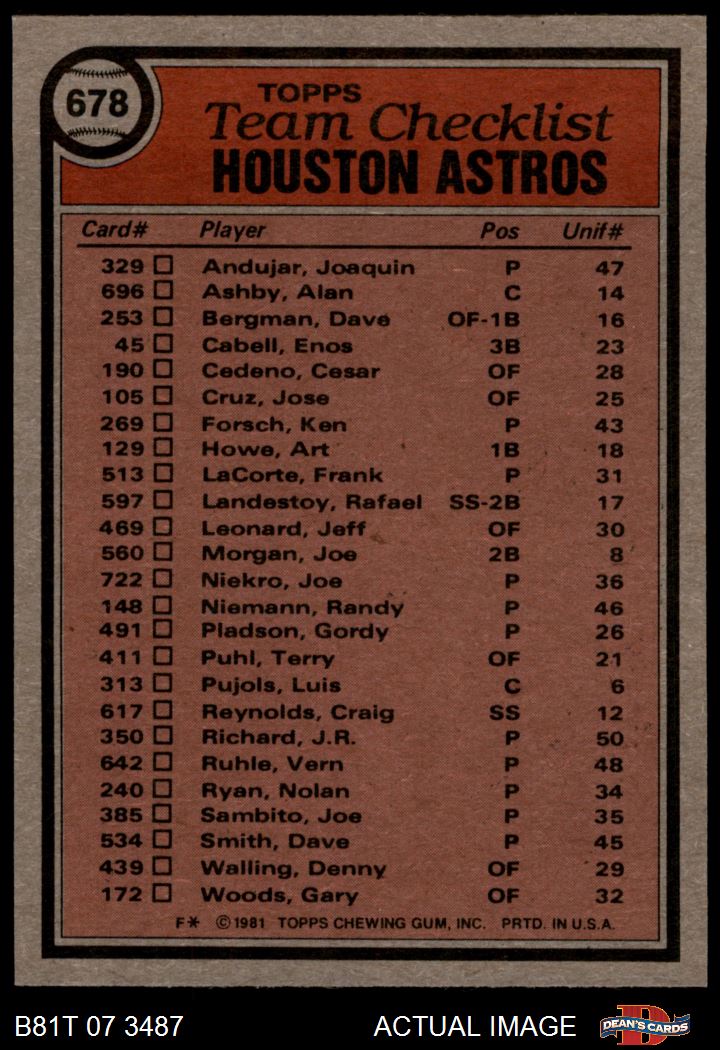 678
TOPPS
Team Checklist
HOUSTON ASTROS
Card# Player Pos Unif#
329 Andujar, Joaquin P 47
696 Ashby, Alan C 14
253 Bergman, Dave OF-1B 16
45 Cabell, Enos 3B 23
190 Cedeno, Cesar OF 28
105 Cruz, Jose OF 25
269 Forsch, Ken P 43
129 Howe, Art 1B 18
513 LaCorte, Frank P 31
597 Landestoy, Rafael SS-2B 17
469 Leonard, Jeff OF 30
560 Morgan, Joe 2B 8
722 Niekro, Joe P 36
148 Niemann, Randy P 46
491 Pladson, Gordy P 26
411 Puhl, Terry OF 21
313 Pujols, Luis C 6
617 Reynolds, Craig SS 12
350 Richard, J.R. P 50
642 Ruhle, Vern P 48
240 Ryan, Nolan P 34
385 Sambito, Joe P 35
534 Smith, Dave P 45
439 Walling, Denny OF 29
172 Woods, Gary OF 32
F* ©1981 TOPPS CHEWING GUM, INC. PRTD. IN U.S.A.
B81T 07 3487 ACTUAL IMAGE D DEAN'S CARDS